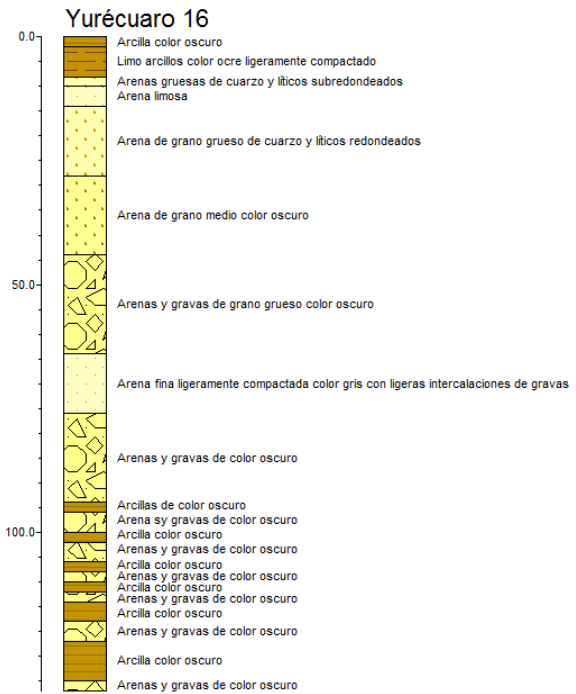 Yurécuaro 16
0.0
Arcilla color oscuro
Limo arcillos color ocre ligeramente compactado
Arenas gruesas de cuarzo y líticos subredondeados
Arena limosa
Arena de grano grueso de cuarzo y líticos redondeados
Arena de grano medio color oscuro
50.0
Arenas y gravas de grano grueso color oscuro
Arena fina ligeramente compactada color gris con ligeras intercalaciones de gravas
Arenas y gravas de color oscuro
Arcillas de color oscuro
Arena sy gravas de color oscuro
100.0
Arcilla color oscuro
Arenas y gravas de color oscuro
Arcilla color oscuro
Arenas y gravas de color oscuro
Arcilla color oscuro
Arenas y gravas de color oscuro
Arcilla color oscuro
Arenas y gravas de color oscuro
Arcilla color oscuro
Arenas y gravas de color oscuro